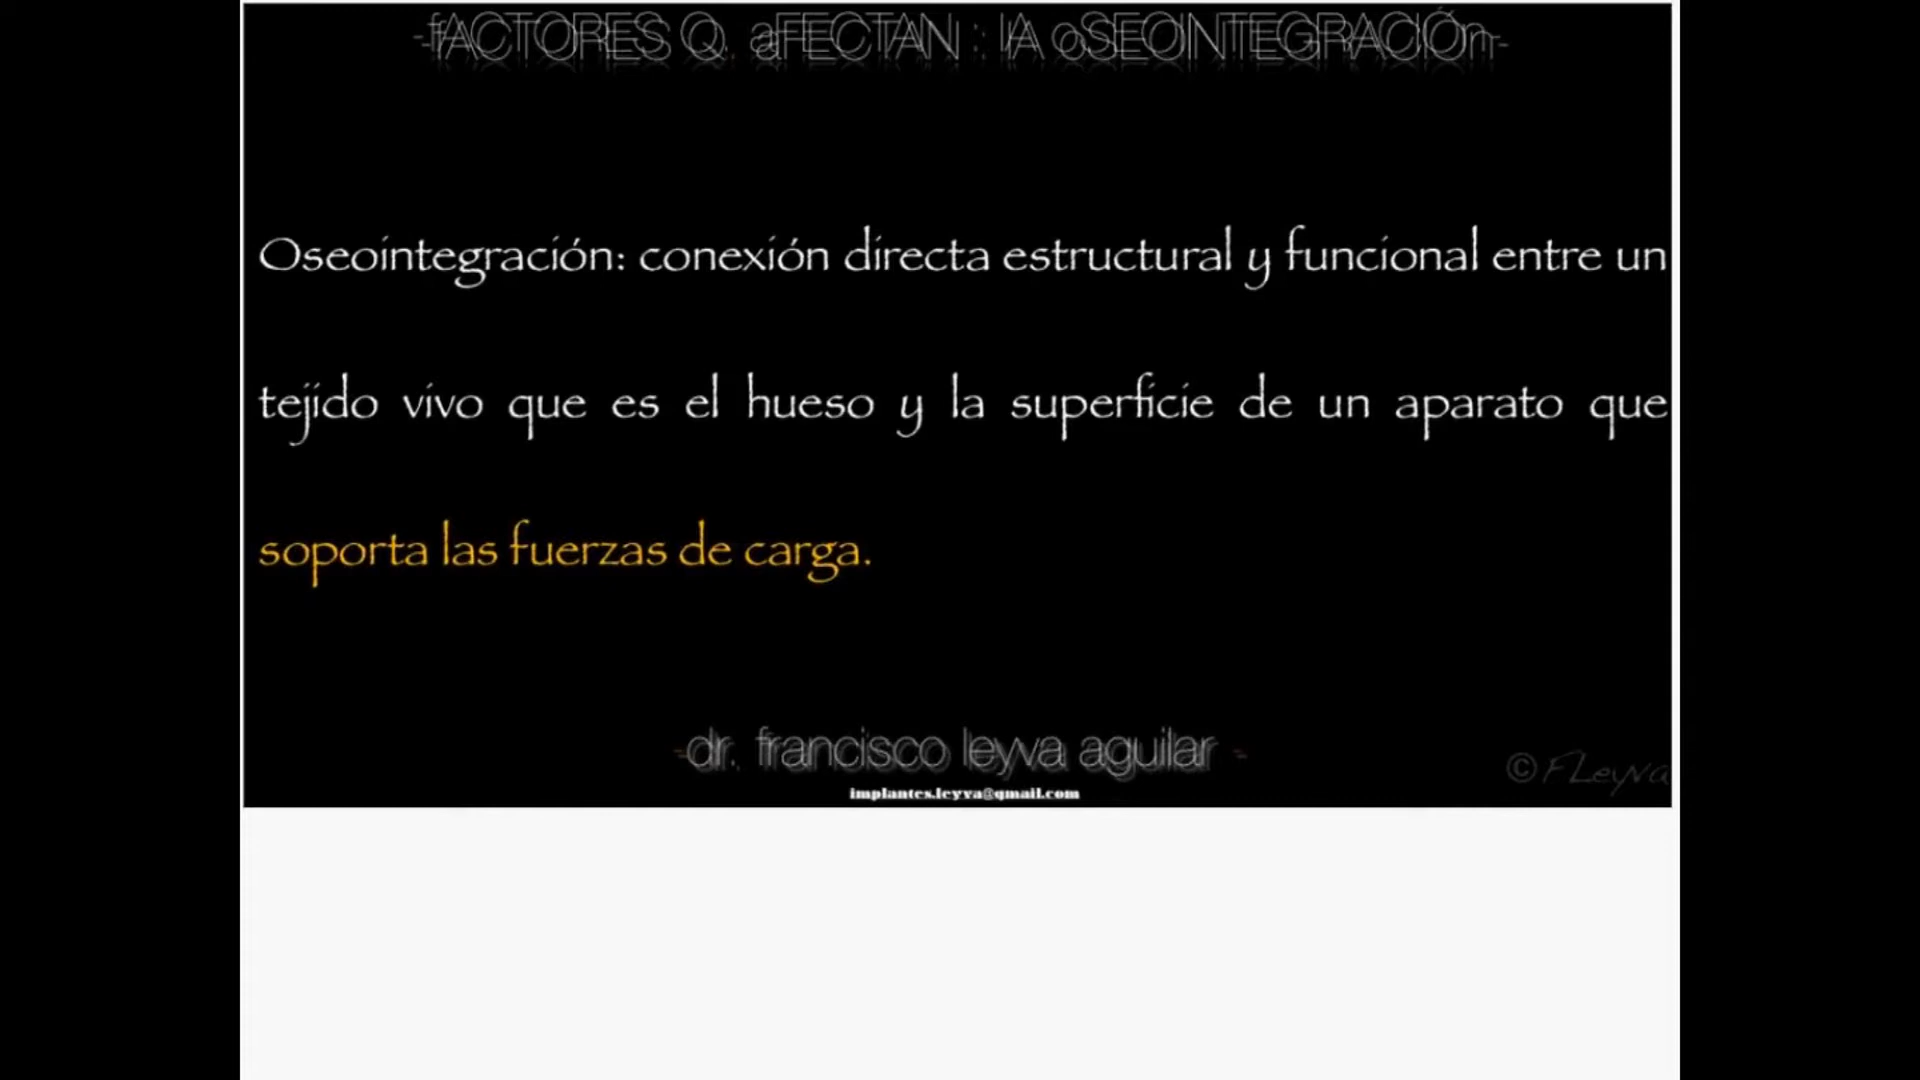 -fACTORES Q. aFECTAN : lA oSEOINTEGRACIÓn-
Oseointegración: conexión directa estructural y funcional entre un
tejido vivo que es el hueso y la superficie de un aparato que
soporta las fuerzas de carga.
-dr. francisco leyva aguilar -
implantes.leyva@gmail.com
© FLeyva